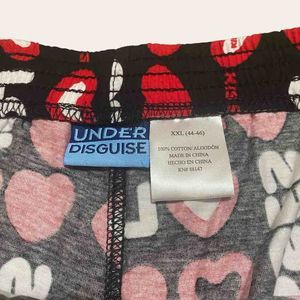 UNDER
DISGUISE
XXL (44-46)
100% COTTON/ALGODÓN
MADE IN CHINA
HECHO EN CHINA
RN# 88147